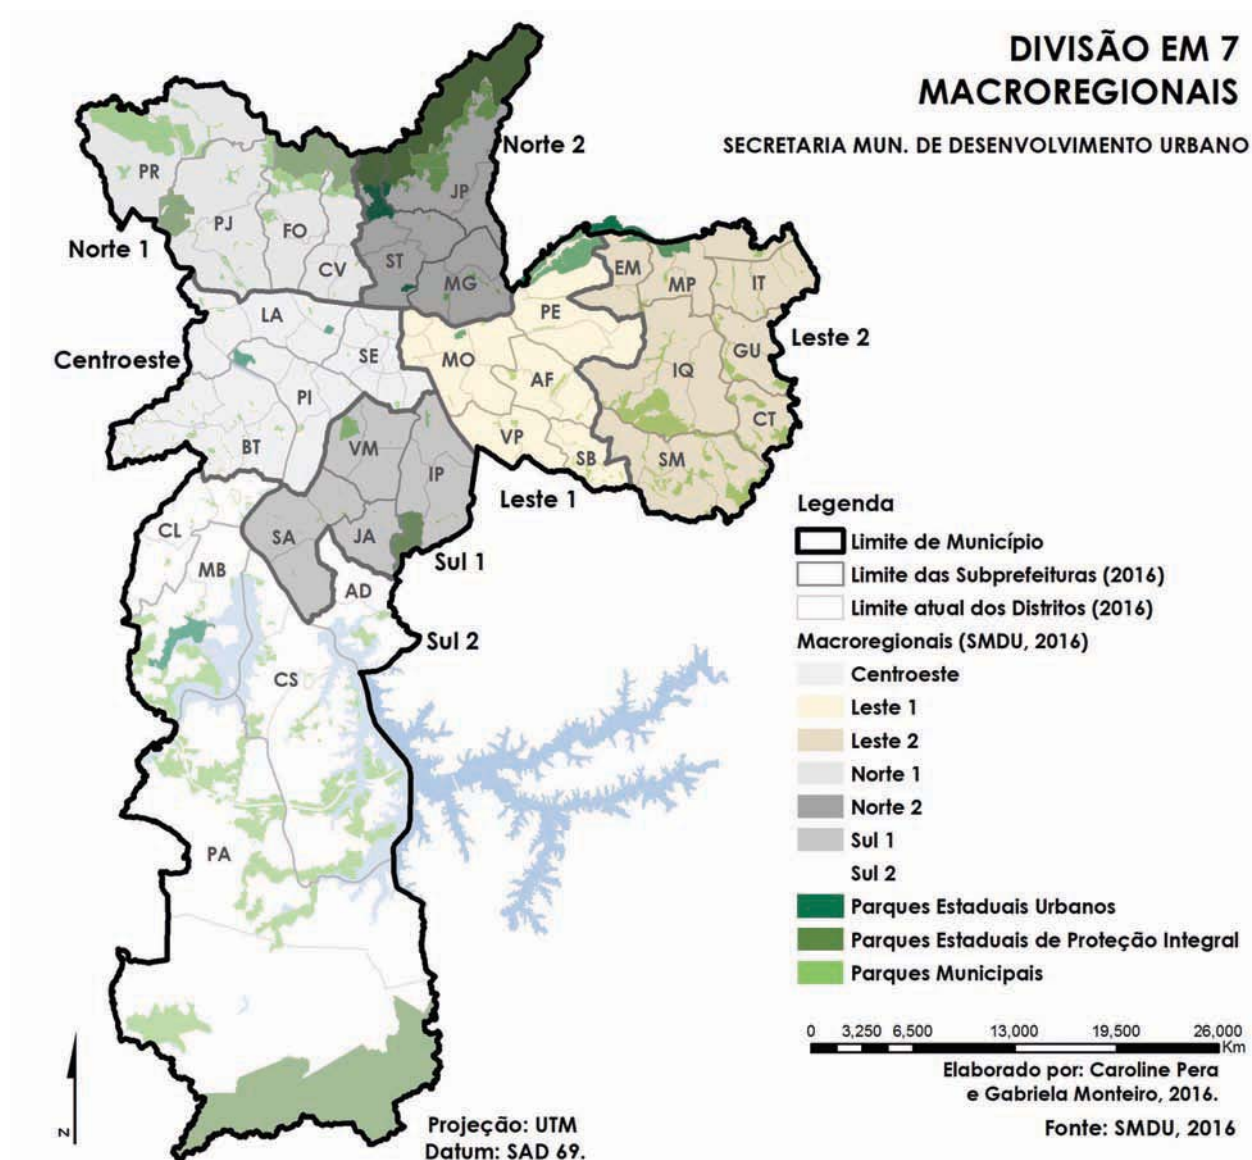 DIVISÃO EM 7
MACROREGIONAIS
SECRETARIA MUN. DE DESENVOLVIMENTO URBANO
Norte 2
PR
JP
PJ
FO
Norte 1
CV
ST
MG
EM
MP
IT
LA
PE
Leste 2
Centroeste
SE
MO
GU
AF
IQ
PI
CT
BT
VM
VP
IP
SB
SM
Leste 1
CL
SA
JA
Sul 1
MB
AD
Sul 2
CS
PA
Legenda
Limite de Município
Limite das Subprefeituras (2016)
Limite atual dos Distritos (2016)
Macroregionais (SMDU, 2016)
Centroeste
Leste 1
Leste 2
Norte 1
Norte 2
Sul 1
Sul 2
Parques Estaduais Urbanos
Parques Estaduais de Proteção Integral
Parques Municipais
0 3,250 6,500 13,000 19,500 26,000
Km
Elaborado por: Caroline Pera
e Gabriela Monteiro, 2016.
Fonte: SMDU, 2016
N
Projeção: UTM
Datum: SAD 69.